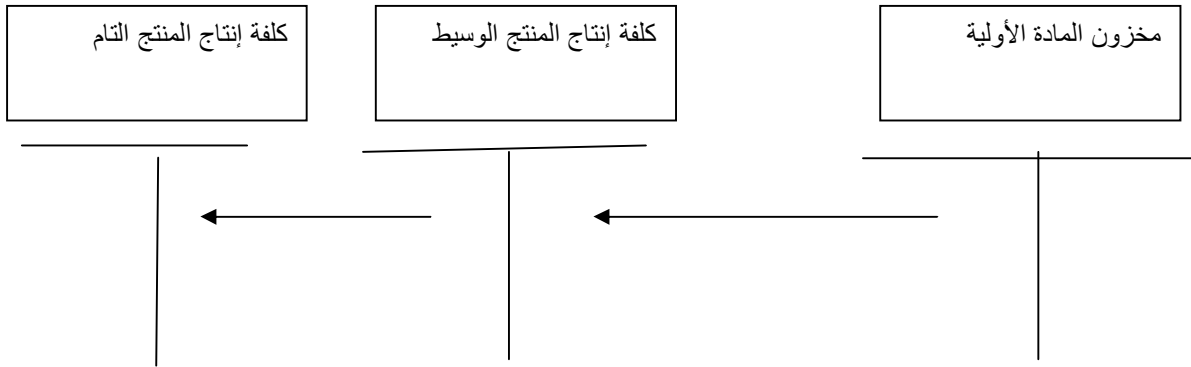 مخزون المادة الأولية
كلفة إنتاج المنتج الوسيط
كلفة إنتاج المنتج التام